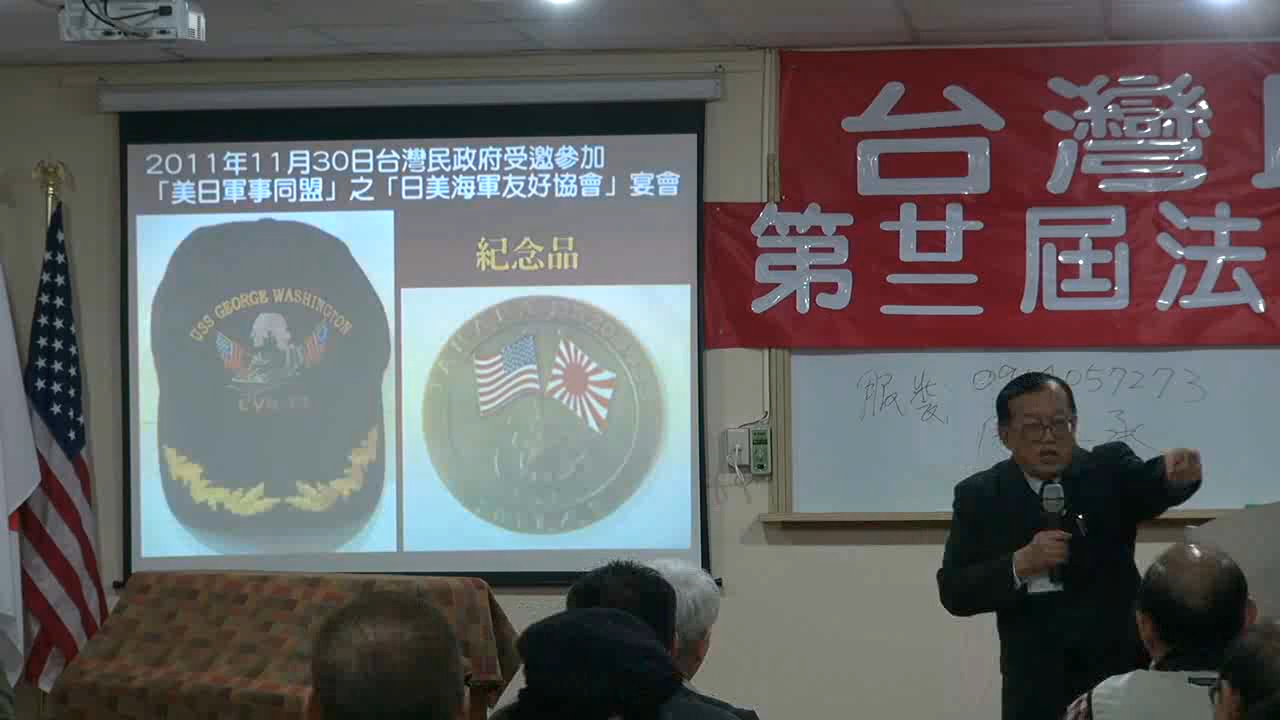 2011年11月30日台灣民政府受邀參加
「美日軍事同盟」之「日美海軍友好協會」宴會
紀念品
USS GEORGE WASHINGTON
台灣
第廿三屆法
服裝